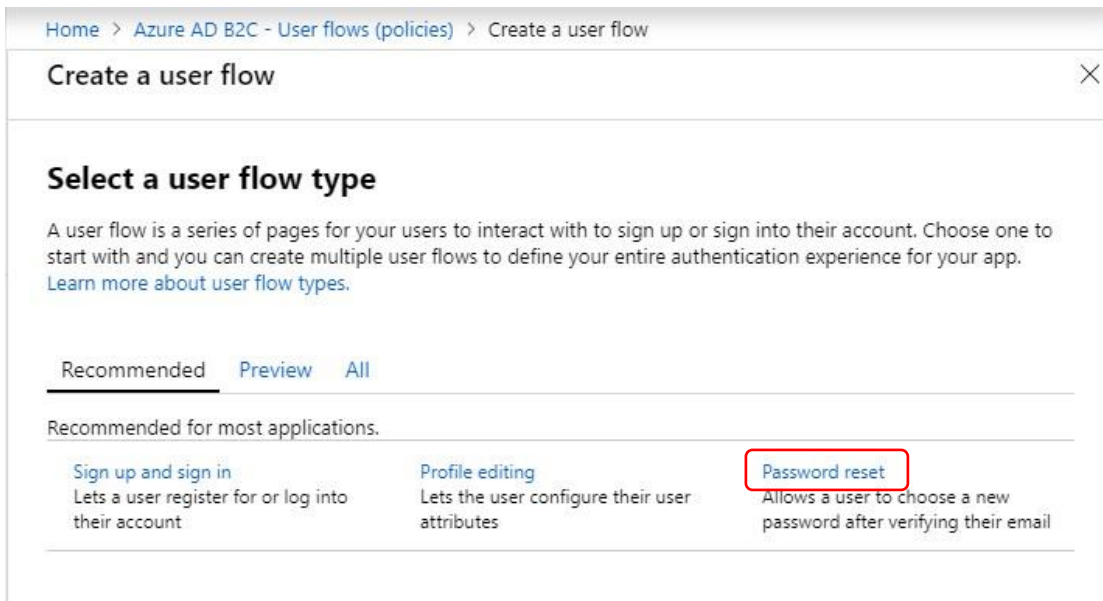 Home > Azure AD B2C - User flows (policies) > Create a user flow
Create a user flow
Select a user flow type
A user flow is a series of pages for your users to interact with to sign up or sign into their account. Choose one to
start with and you can create multiple user flows to define your entire authentication experience for your app.
Learn more about user flow types.
Recommended Preview All
Recommended for most applications.
Sign up and sign in
Lets a user register for or log into
their account
Profile editing
Lets the user configure their user
attributes
Password reset
Allows a user to choose a new
password after verifying their email